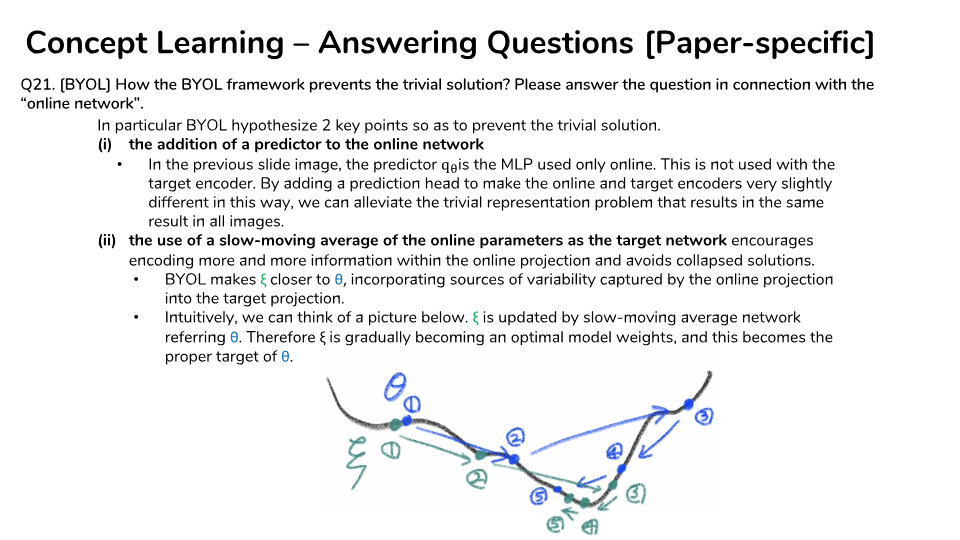 Concept Learning – Answering Questions [Paper-specific]
Q21. [BYOL] How the BYOL framework prevents the trivial solution? Please answer the question in connection with the
“online network”.
In particular BYOL hypothesize 2 key points so as to prevent the trivial solution.
(i) the addition of a predictor to the online network
• In the previous slide image, the predictor qθis the MLP used only online. This is not used with the
target encoder. By adding a prediction head to make the online and target encoders very slightly
different in this way, we can alleviate the trivial representation problem that results in the same
result in all images.
(ii) the use of a slow-moving average of the online parameters as the target network encourages
encoding more and more information within the online projection and avoids collapsed solutions.
• BYOL makes ξ closer to θ, incorporating sources of variability captured by the online projection
into the target projection.
• Intuitively, we can think of a picture below. ξ is updated by slow-moving average network
referring θ. Therefore ξ is gradually becoming an optimal model weights, and this becomes the
proper target of θ.
θ
①
③
ξ ①
②
④
②
⑤
③
⑤ ④